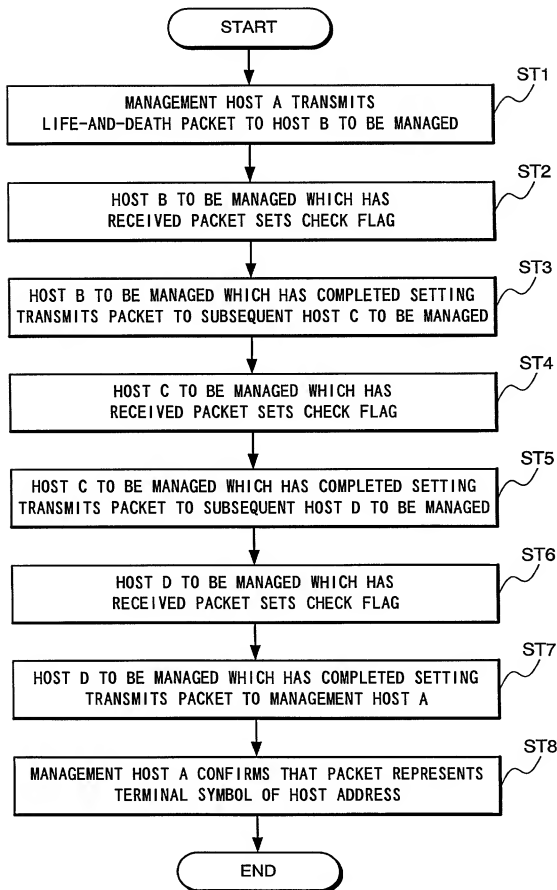 START
ST1
MANAGEMENT HOST A TRANSMITS
LIFE-AND-DEATH PACKET TO HOST B TO BE MANAGED
ST2
HOST B TO BE MANAGED WHICH HAS
RECEIVED PACKET SETS CHECK FLAG
ST3
HOST B TO BE MANAGED WHICH HAS COMPLETED SETTING
TRANSMITS PACKET TO SUBSEQUENT HOST C TO BE MANAGED
ST4
HOST C TO BE MANAGED WHICH HAS
RECEIVED PACKET SETS CHECK FLAG
ST5
HOST C TO BE MANAGED WHICH HAS COMPLETED SETTING
TRANSMITS PACKET TO SUBSEQUENT HOST D TO BE MANAGED
ST6
HOST D TO BE MANAGED WHICH HAS
RECEIVED PACKET SETS CHECK FLAG
ST7
HOST D TO BE MANAGED WHICH HAS COMPLETED SETTING
TRANSMITS PACKET TO MANAGEMENT HOST A
ST8
MANAGEMENT HOST A CONFIRMS THAT PACKET REPRESENTS
TERMINAL SYMBOL OF HOST ADDRESS
END